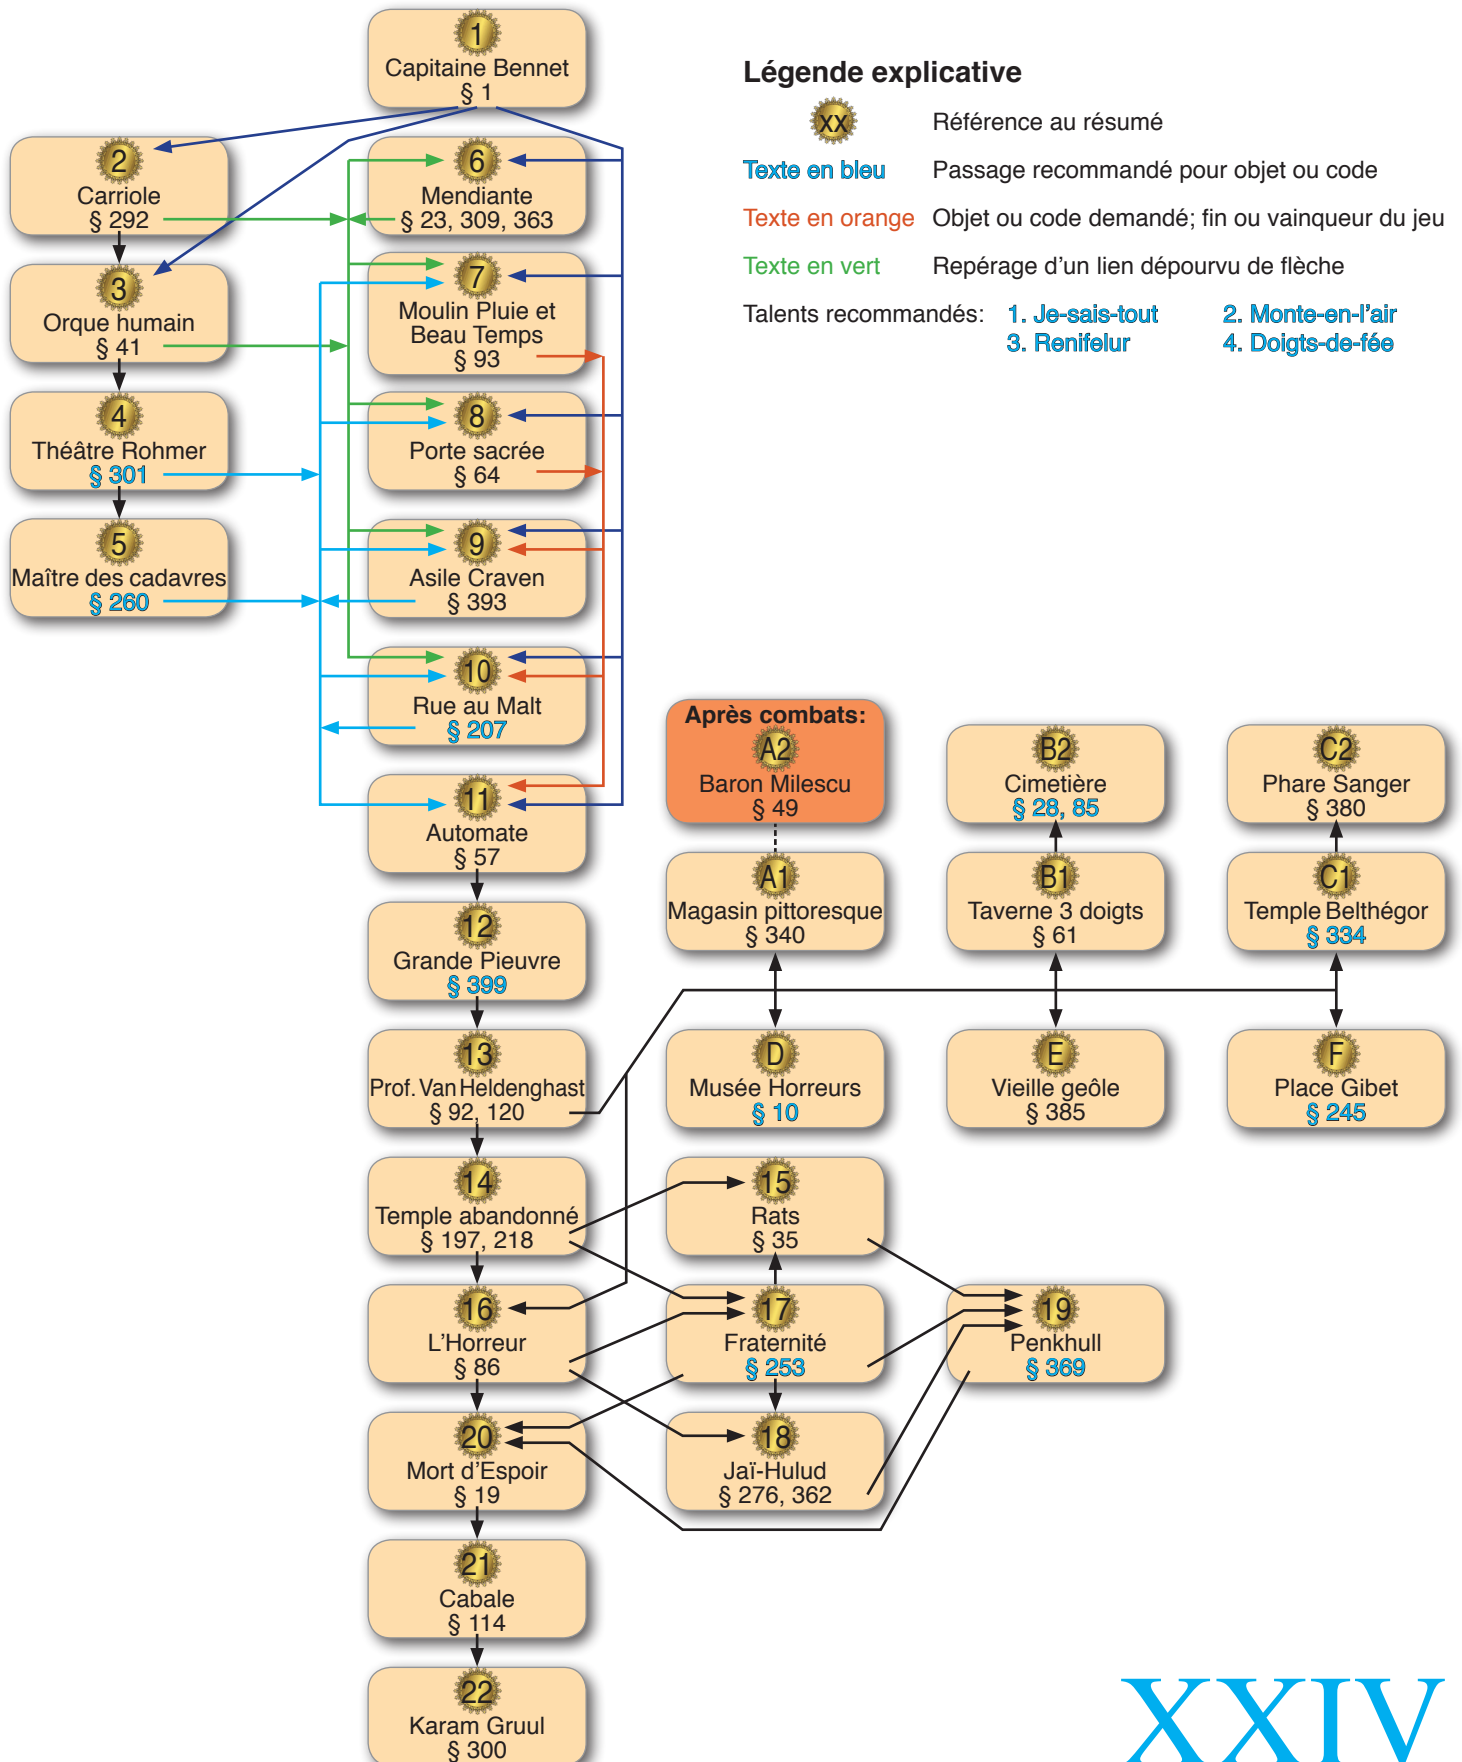 1
Capitaine Bennet
§ 1
Légende explicative
xx Référence au résumé
Texte en bleu Passage recommandé pour objet ou code
Texte en orange Objet ou code demandé; fin ou vainqueur du jeu
Texte en vert Repérage d'un lien dépourvu de flèche
Talents recommandés: 1. Je-sais-tout 2. Monte-en-l'air
3. Renifelur 4. Doigts-de-fée
2
Carriole
§ 292
3
Orque humain
§ 41
4
Théâtre Rohmer
§ 301
5
Maître des cadavres
§ 260
6
Mendiante
§ 23, 309, 363
7
Moulin Pluie et
Beau Temps
§ 93
8
Porte sacrée
§ 64
9
Asile Craven
§ 393
10
Rue au Malt
§ 207
11
Automate
§ 57
12
Grande Pieuvre
§ 399
13
Prof. Van Heldenghast
§ 92, 120
Après combats:
A2
Baron Milescu
§ 49
A1
Magasin pittoresque
§ 340
B2
Cimetière
§ 28, 85
B1
Taverne 3 doigts
§ 61
C2
Phare Sanger
§ 380
C1
Temple Belthégor
§ 334
D
Musée Horreurs
§ 10
E
Vieille geôle
§ 385
F
Place Gibet
§ 245
14
Temple abandonné
§ 197, 218
15
Rats
§ 35
16
L'Horreur
§ 86
17
Fraternité
§ 253
18
Jaï-Hulud
§ 276, 362
19
Penkhull
§ 369
20
Mort d'Espoir
§ 19
21
Cabale
§ 114
22
Karam Gruul
§ 300
XXIV